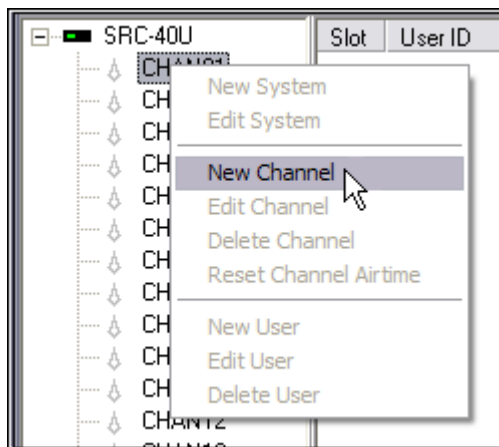 SRC-40U
Slot User ID
CHAN01
New System
Edit System
New Channel
Edit Channel
Delete Channel
Reset Channel Airtime
New User
Edit User
Delete User
CH
CH
CH
CH
CH
CH
CH
CH
CH
CH
CHAN12